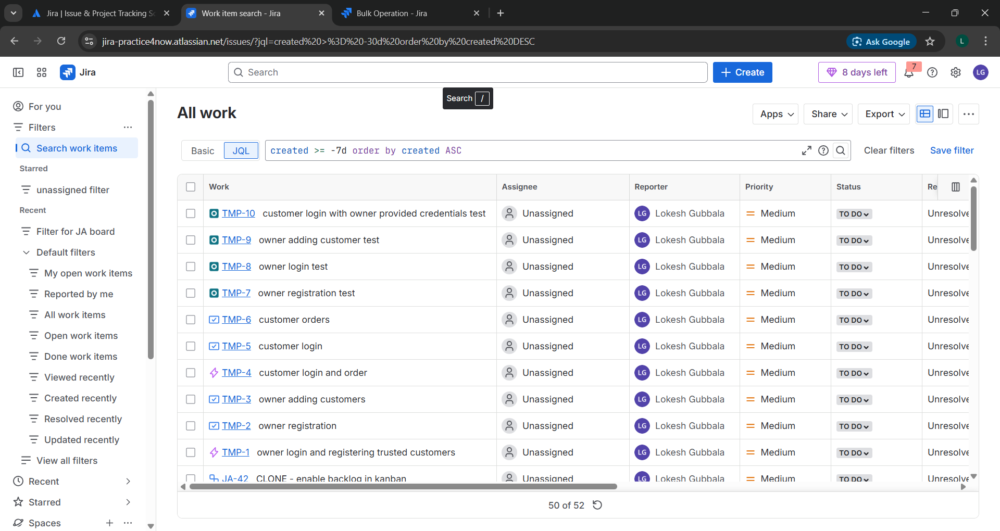 Jira | Issue & Project Tracking So
Work item search - Jira
Bulk Operation - Jira
jira-practice4now.atlassian.net/issues/?jql=created%20>%3D%20-30d%20order%20by%20created%20DESC
Ask Google
L
Jira
Search
Create
8 days left
7
LG
Search /
For you
Filters
Search work items
Starred
unassigned filter
Recent
Filter for JA board
Default filters
My open work items
Reported by me
All work items
Open work items
Done work items
Viewed recently
Created recently
Resolved recently
Updated recently
View all filters
Recent
Starred
Spaces
All work
Apps Share Export
Basic JQL created >= -7d order by created ASC Clear filters Save filter
Work Assignee Reporter Priority Status Re
TMP-10 customer login with owner provided credentials test Unassigned LG Lokesh Gubbala Medium TO DO Unresolve
TMP-9 owner adding customer test Unassigned LG Lokesh Gubbala Medium TO DO Unresolve
TMP-8 owner login test Unassigned LG Lokesh Gubbala Medium TO DO Unresolve
TMP-7 owner registration test Unassigned LG Lokesh Gubbala Medium TO DO Unresolve
TMP-6 customer orders Unassigned LG Lokesh Gubbala Medium TO DO Unresolve
TMP-5 customer login Unassigned LG Lokesh Gubbala Medium TO DO Unresolve
TMP-4 customer login and order Unassigned LG Lokesh Gubbala Medium TO DO Unresolve
TMP-3 owner adding customers Unassigned LG Lokesh Gubbala Medium TO DO Unresolve
TMP-2 owner registration Unassigned LG Lokesh Gubbala Medium TO DO Unresolve
TMP-1 owner login and registering trusted customers Unassigned LG Lokesh Gubbala Medium TO DO Unresolve
JA-42 CLONE - enable backlog in kanban Unassigned LG Lokesh Gubbala Medium TO DO Unresolve
50 of 52